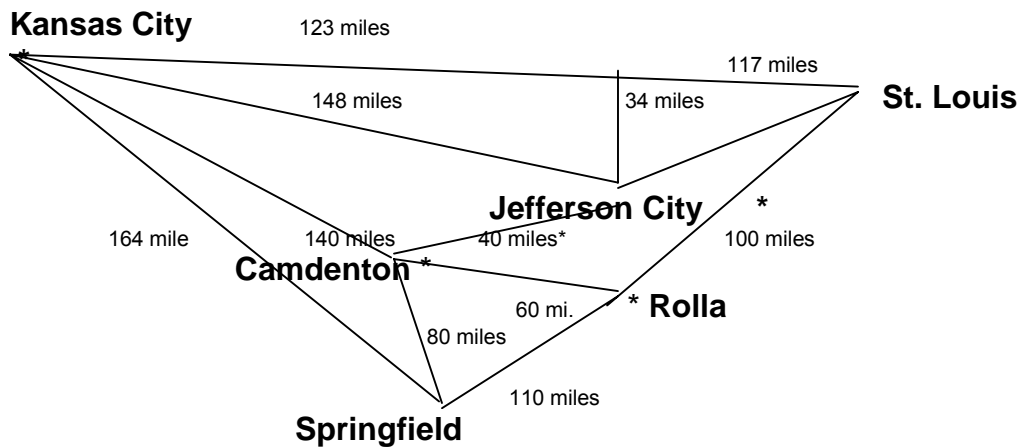 Kansas City
123 miles
*
117 miles
148 miles
34 miles
St. Louis
Jefferson City
*
164 mile
140 miles
40 miles*
100 miles
Camdenton *
60 mi.
* Rolla
80 miles
110 miles
Springfield